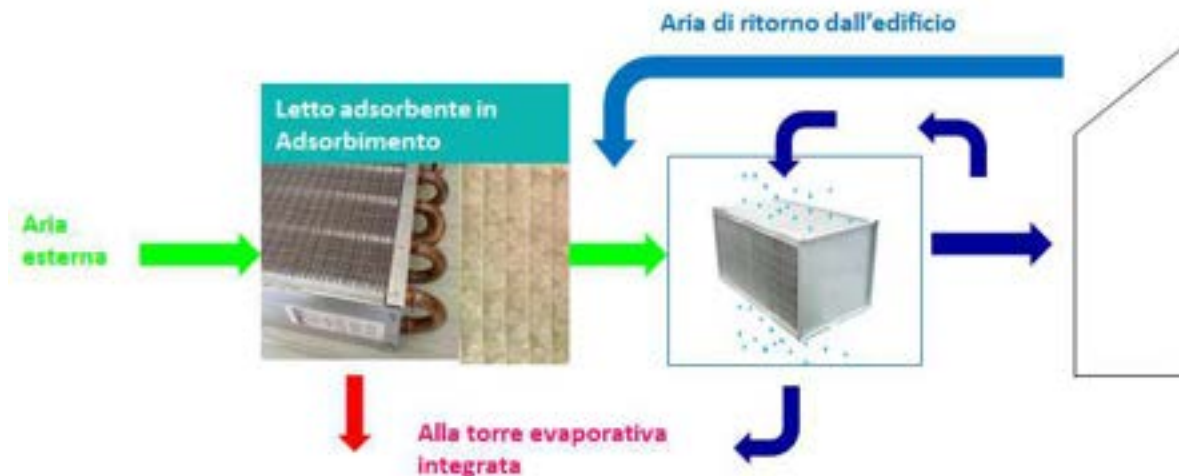 Aria di ritorno dall'edificio
Letto adsorbente in
Adsorbimento
Aria
esterna
Alla torre evaporativa
integrata